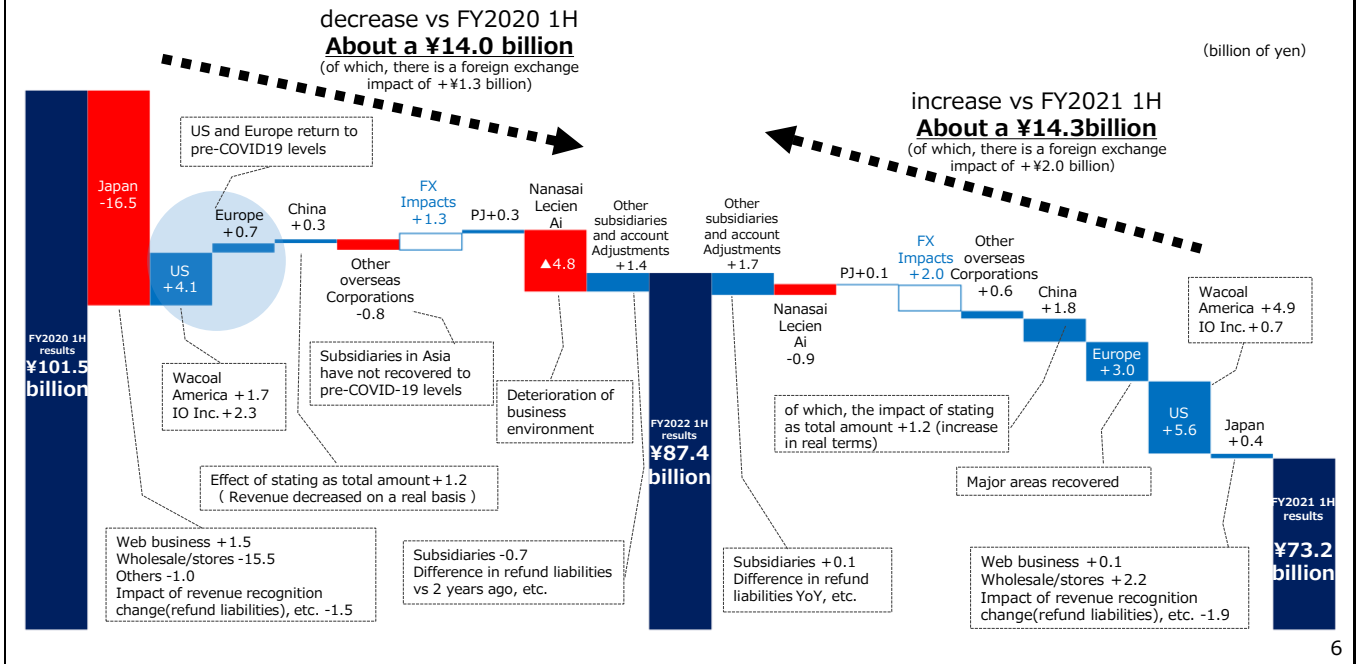 decrease vs FY2020 1H
About a ¥14.0 billion
(of which, there is a foreign exchange
impact of +¥1.3 billion)
(billion of yen)
increase vs FY2021 1H
About a ¥14.3billion
(of which, there is a foreign exchange
impact of +¥2.0 billion)
FY2020 1H
results
¥101.5
billion
Japan
-16.5
US and Europe return to
pre-COVID19 levels
US
+4.1
Europe
+0.7
China
+0.3
Other
overseas
Corporations
-0.8
FX
Impacts
+1.3
PJ+0.3
Nanasai
Lecien
Ai
▲4.8
Other
subsidiaries
and account
Adjustments
+1.4
FY2022 1H
results
¥87.4
billion
Other
subsidiaries
and account
Adjustments
+1.7
Nanasai
Lecien
Ai
-0.9
PJ+0.1
FX
Impacts
+2.0
Other
overseas
Corporations
+0.6
China
+1.8
Europe
+3.0
US
+5.6
Japan
+0.4
FY2021 1H
results
¥73.2
billion
Wacoal
America +1.7
IO Inc.+2.3
Subsidiaries in Asia
have not recovered to
pre-COVID-19 levels
Deterioration of
business
environment
Effect of stating as total amount+1.2
( Revenue decreased on a real basis )
Web business +1.5
Wholesale/stores -15.5
Others -1.0
Impact of revenue recognition
change(refund liabilities), etc. -1.5
Subsidiaries -0.7
Difference in refund liabilities
vs 2 years ago, etc.
Subsidiaries +0.1
Difference in refund
liabilities YoY, etc.
of which, the impact of stating
as total amount +1.2 (increase
in real terms)
Major areas recovered
Wacoal
America +4.9
IO Inc.+0.7
Web business +0.1
Wholesale/stores +2.2
Impact of revenue recognition
change(refund liabilities), etc. -1.9
6